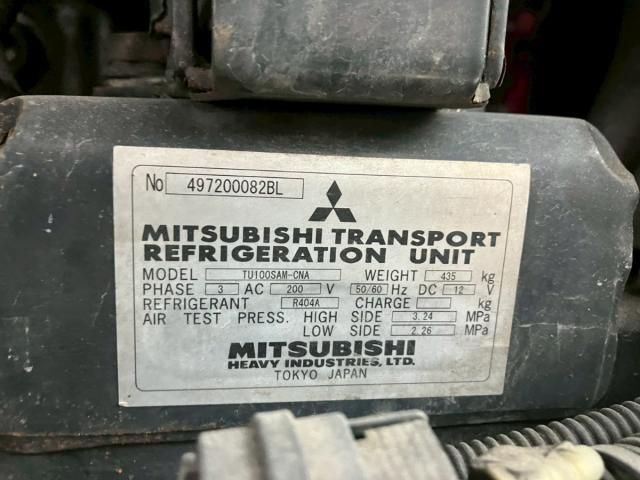 No 497200082BL
MITSUBISHI TRANSPORT
REFRIGERATION UNIT
MODEL TU100SAM-CNA WEIGHT 435 kg
PHASE 3 AC 200 V 50/60 Hz DC 12 V
REFRIGERANT R404A CHARGE kg
AIR TEST PRESS. HIGH SIDE 3.24 MPa
LOW SIDE 2.26 MPa
MITSUBISHI
HEAVY INDUSTRIES, LTD.
TOKYO JAPAN